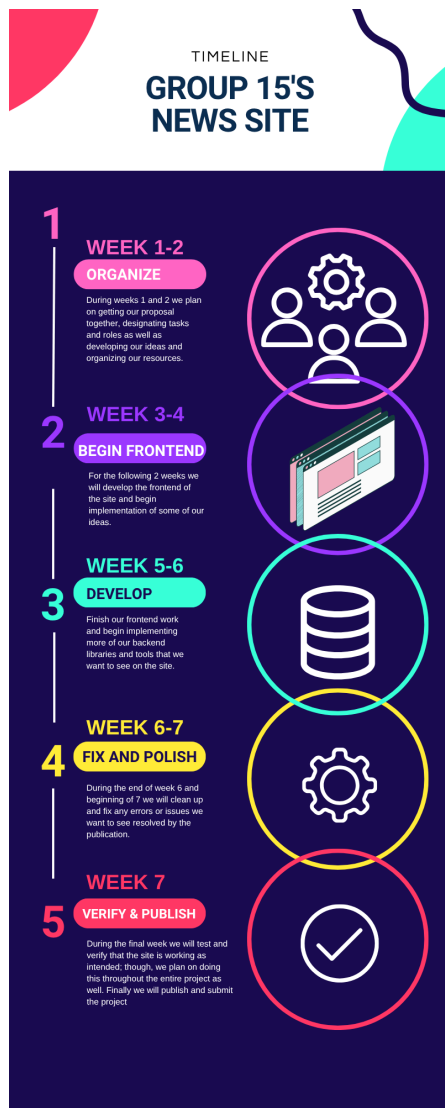 TIMELINE
GROUP 15'S
NEWS SITE
1
WEEK 1-2
ORGANIZE
During weeks 1 and 2 we plan
on getting our proposal
together, designating tasks
and roles as well as
developing our ideas and
organizing our resources.
2
WEEK 3-4
BEGIN FRONTEND
For the following 2 weeks we
will develop the frontend of
the site and begin
implementation of some of our
ideas.
3
WEEK 5-6
DEVELOP
Finish our frontend work
and begin implementing
more of our backend
libraries and tools that we
want to see on the site.
4
WEEK 6-7
FIX AND POLISH
During the end of week 6 and
beginning of 7 we will clean up
and fix any errors or issues we
want to see resolved by the
publication.
5
WEEK 7
VERIFY & PUBLISH
During the final week we will test and
verify that the site is working as
intended; though, we plan on doing
this throughout the entire project as
well. Finally we will publish and submit
the project